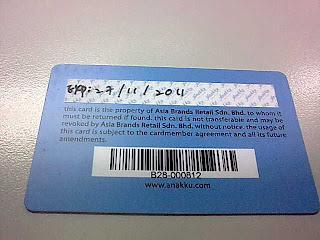 Exp: 27/11/2011
this card is the property of Asia Brands Retail Sdn. Bhd. to whom it
must be returned if found. this card is not transferable and may be
revoked by Asia Brands Retail Sdn. Bhd. without notice. the usage of
this card is subject to the cardmember agreement and all its future
amendments.
B28-000812
www.anakku.com